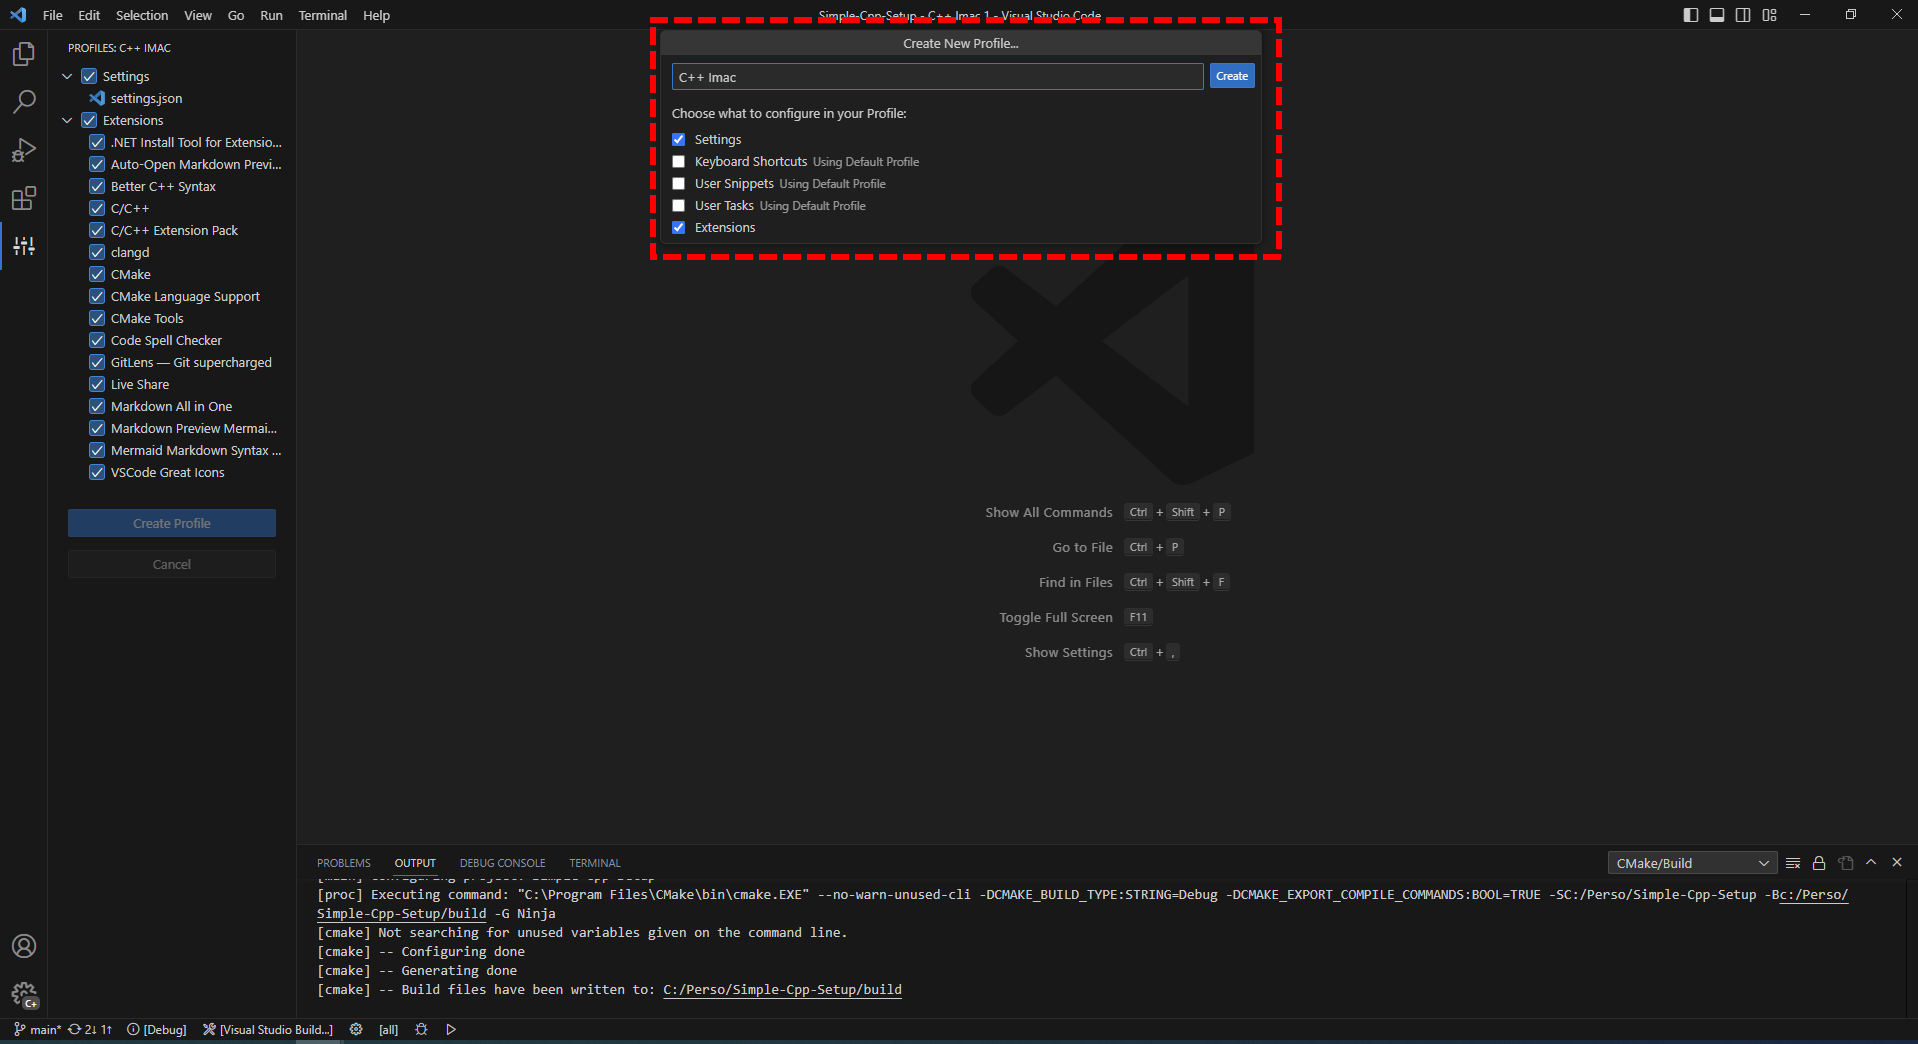 File Edit Selection View Go Run Terminal Help
Simple-Cpp-Setup - C++ Imac 1 - Visual Studio Code
PROFILES: C++ IMAC
Settings
settings.json
Extensions
.NET Install Tool for Extensio...
Auto-Open Markdown Previ...
Better C++ Syntax
C/C++
C/C++ Extension Pack
clangd
CMake
CMake Language Support
CMake Tools
Code Spell Checker
GitLens — Git supercharged
Live Share
Markdown All in One
Markdown Preview Mermai...
Mermaid Markdown Syntax ...
VSCode Great Icons
Create Profile
Cancel
Create New Profile...
C++ Imac
Create
Choose what to configure in your Profile:
Settings
Keyboard Shortcuts Using Default Profile
User Snippets Using Default Profile
User Tasks Using Default Profile
Extensions
Show All Commands Ctrl + Shift + P
Go to File Ctrl + P
Find in Files Ctrl + Shift + F
Toggle Full Screen F11
Show Settings Ctrl + ,
PROBLEMS OUTPUT DEBUG CONSOLE TERMINAL
CMake/Build
[main] Configuring project: Simple-Cpp-Setup
[proc] Executing command: "C:\Program Files\CMake\bin\cmake.EXE" --no-warn-unused-cli -DCMAKE_BUILD_TYPE:STRING=Debug -DCMAKE_EXPORT_COMPILE_COMMANDS:BOOL=TRUE -SC:/Perso/Simple-Cpp-Setup -Bc:/Perso/
Simple-Cpp-Setup/build -G Ninja
[cmake] Not searching for unused variables given on the command line.
[cmake] -- Configuring done
[cmake] -- Generating done
[cmake] -- Build files have been written to: C:/Perso/Simple-Cpp-Setup/build
C+
main* 2↓ 1↑ [Debug] [Visual Studio Build...] [all]